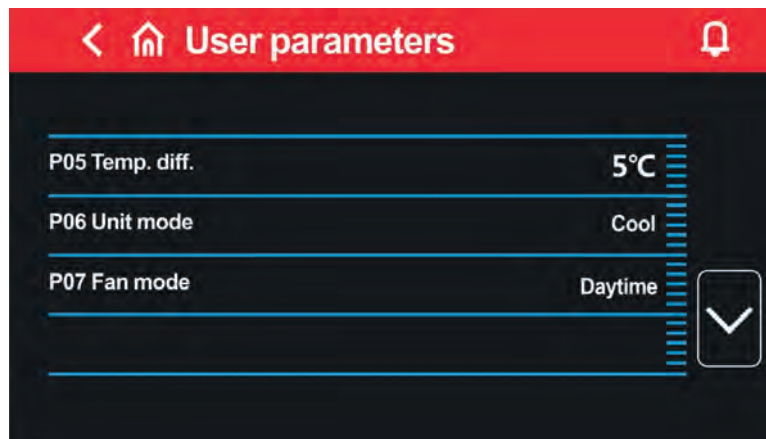 User parameters
P05 Temp. diff. 5°C
P06 Unit mode Cool
P07 Fan mode Daytime